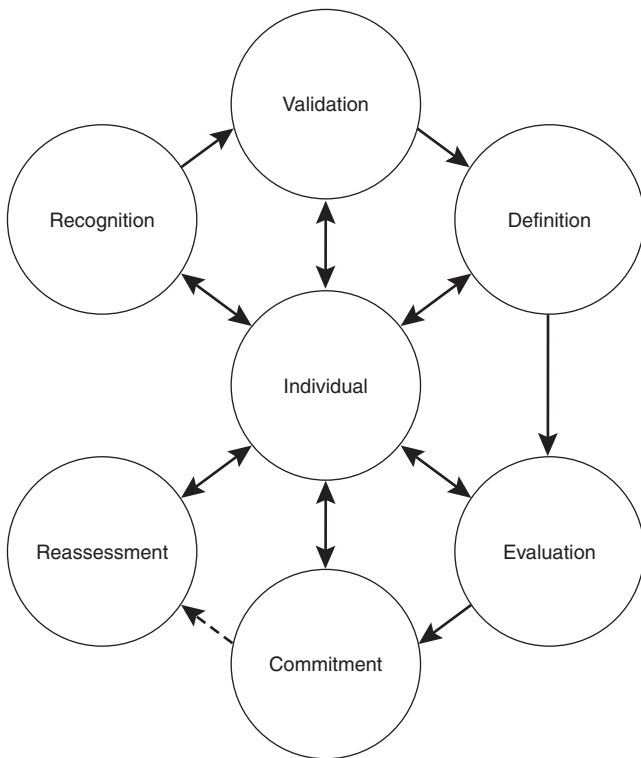 Validation
Recognition
Definition
Individual
Reassessment
Evaluation
Commitment